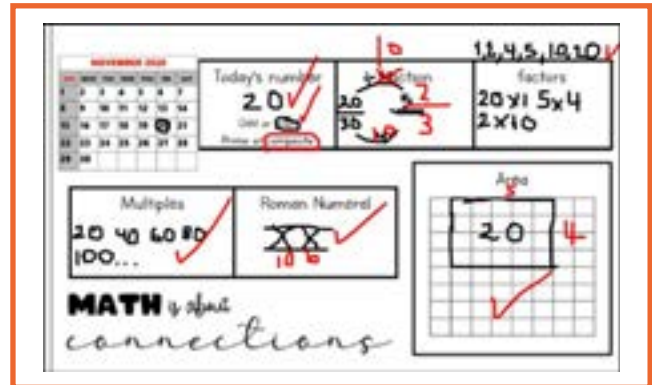 1,2,4,5,10,20
NOVEMBER 2020
1 2 3 4 5 6 7
8 9 10 11 12 13 14
15 16 17 18 19 21
22 23 24 25 26 27 28
29 30
Today's number
20
Odd or
Prime or composite
20
30
10
2
3
factors
20x1 5x4
2x10
Multiples
20 40 60 80
100...
Roman Numeral
XX
10
Area
5
20
4
MATH is about
connections